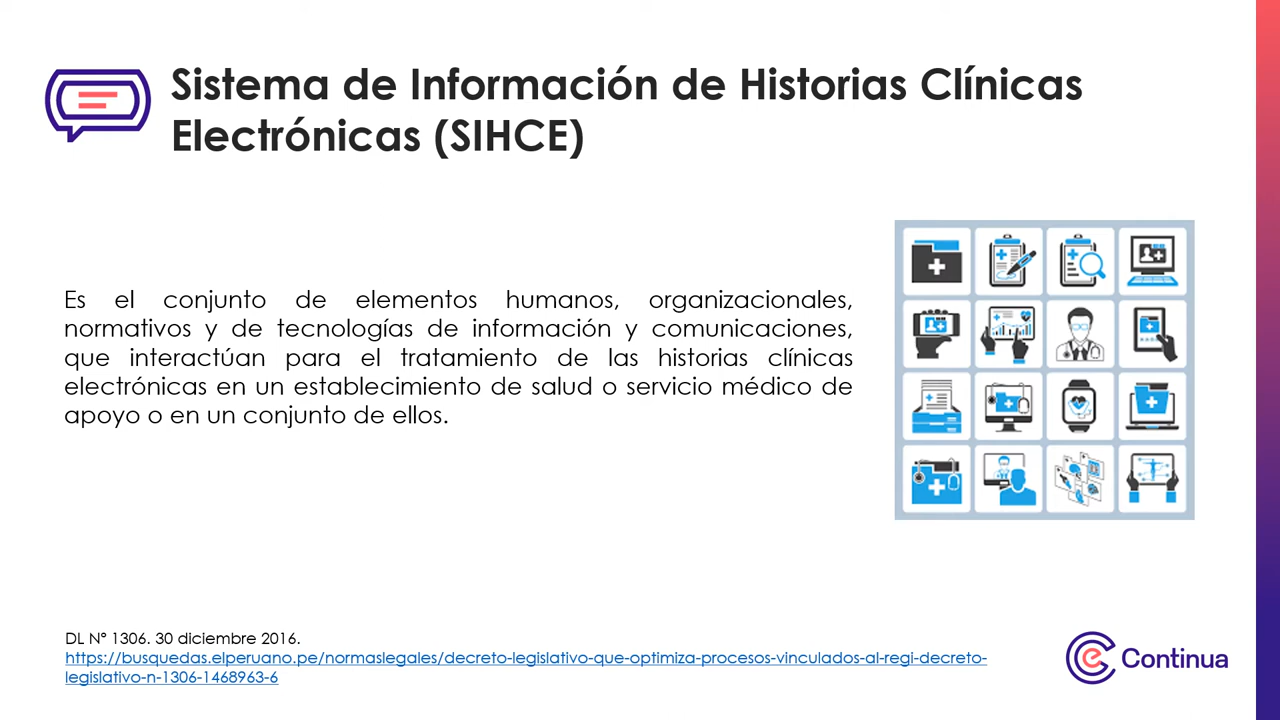 Sistema de Información de Historias Clínicas
Electrónicas (SIHCE)
Es el conjunto de elementos humanos, organizacionales,
normativos y de tecnologías de información y comunicaciones,
que interactúan para el tratamiento de las historias clínicas
electrónicas en un establecimiento de salud o servicio médico de
apoyo o en un conjunto de ellos.
DL N° 1306. 30 diciembre 2016.
https://busquedas.elperuano.pe/normaslegales/decreto-legislativo-que-optimiza-procesos-vinculados-al-regi-decreto-
legislativo-n-1306-1468963-6
Continua